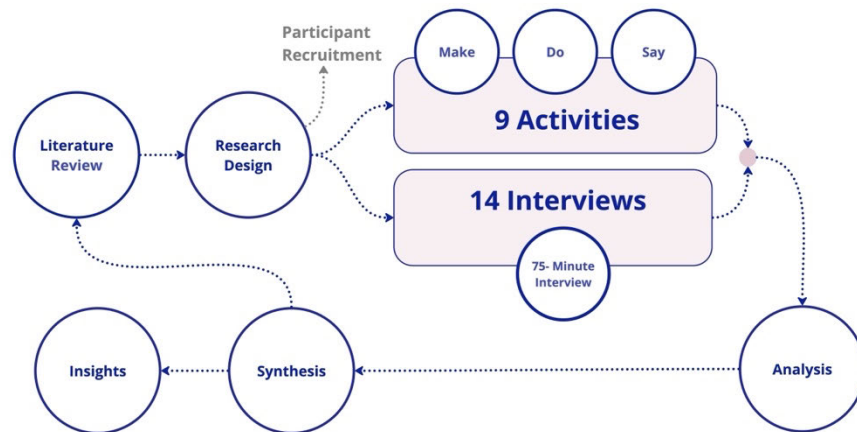 Participant
Recruitment
Make
Do
Say
9 Activities
Literature
Review
Research
Design
14 Interviews
75- Minute
Interview
Insights
Synthesis
Analysis